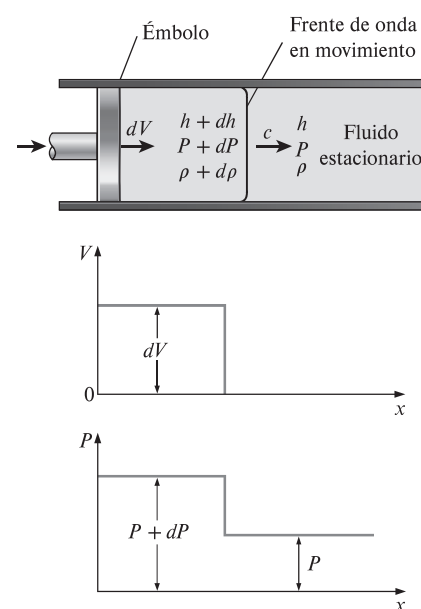 Émbolo
Frente de onda
en movimiento
dV
h + dh
P + dP
ρ + dρ
c
h
P
ρ
Fluido
estacionario
V
dV
0
x
P
P + dP
P
x